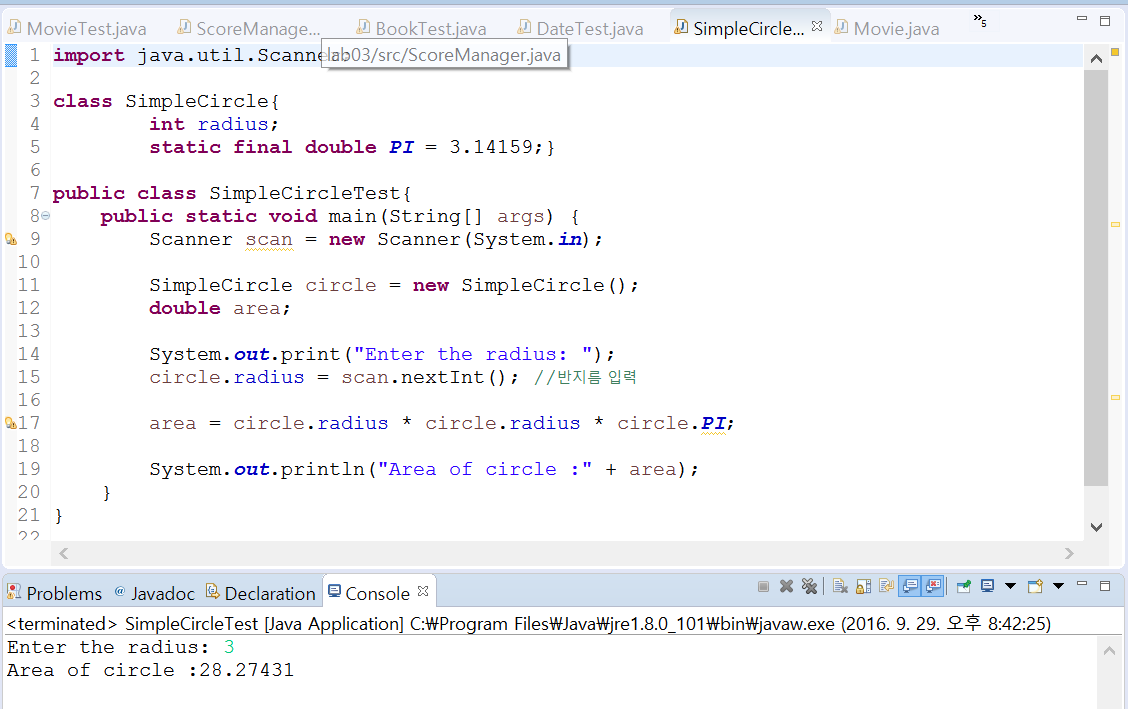 MovieTest.java ScoreManage... BookTest.java DateTest.java SimpleCircle... Movie.java »5
1 import java.util.Scanne
lab03/src/ScoreManager.java
2
3 class SimpleCircle{
4 int radius;
5 static final double PI = 3.14159;}
6
7 public class SimpleCircleTest{
8 public static void main(String[] args) {
9 Scanner scan = new Scanner(System.in);
10
11 SimpleCircle circle = new SimpleCircle();
12 double area;
13
14 System.out.print("Enter the radius: ");
15 circle.radius = scan.nextInt(); //반지름 입력
16
17 area = circle.radius * circle.radius * circle.PI;
18
19 System.out.println("Area of circle :" + area);
20 }
21 }
22
Problems @ Javadoc Declaration Console
<terminated> SimpleCircleTest [Java Application] C:₩Program Files₩Java₩jre1.8.0_101₩bin₩javaw.exe (2016. 9. 29. 오후 8:42:25)
Enter the radius: 3
Area of circle :28.27431